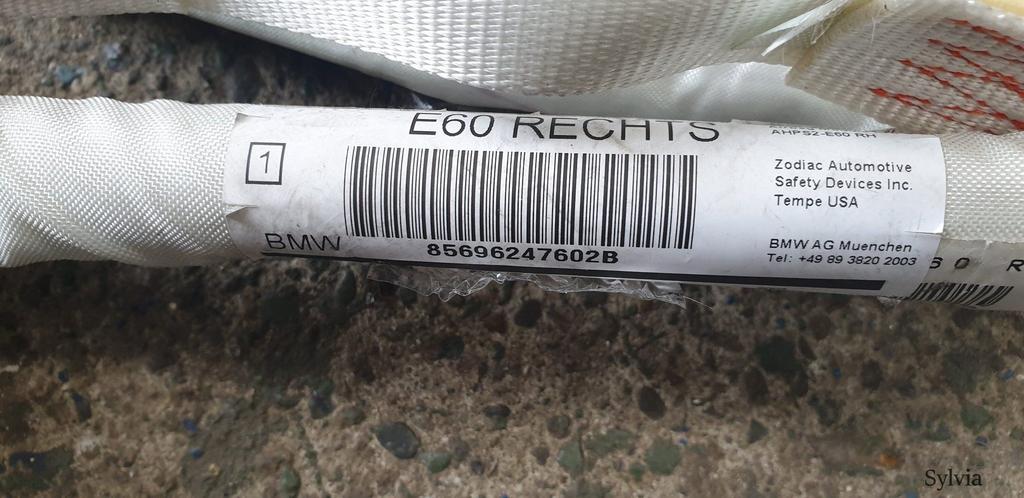 E60 RECHTS
AHPS2-E60 RH
1
Zodiac Automotive
Safety Devices Inc.
Tempe USA
BMW
85696247602B
BMW AG Muenchen
Tel: +49 89 3820 2003
60 R
Sylvia